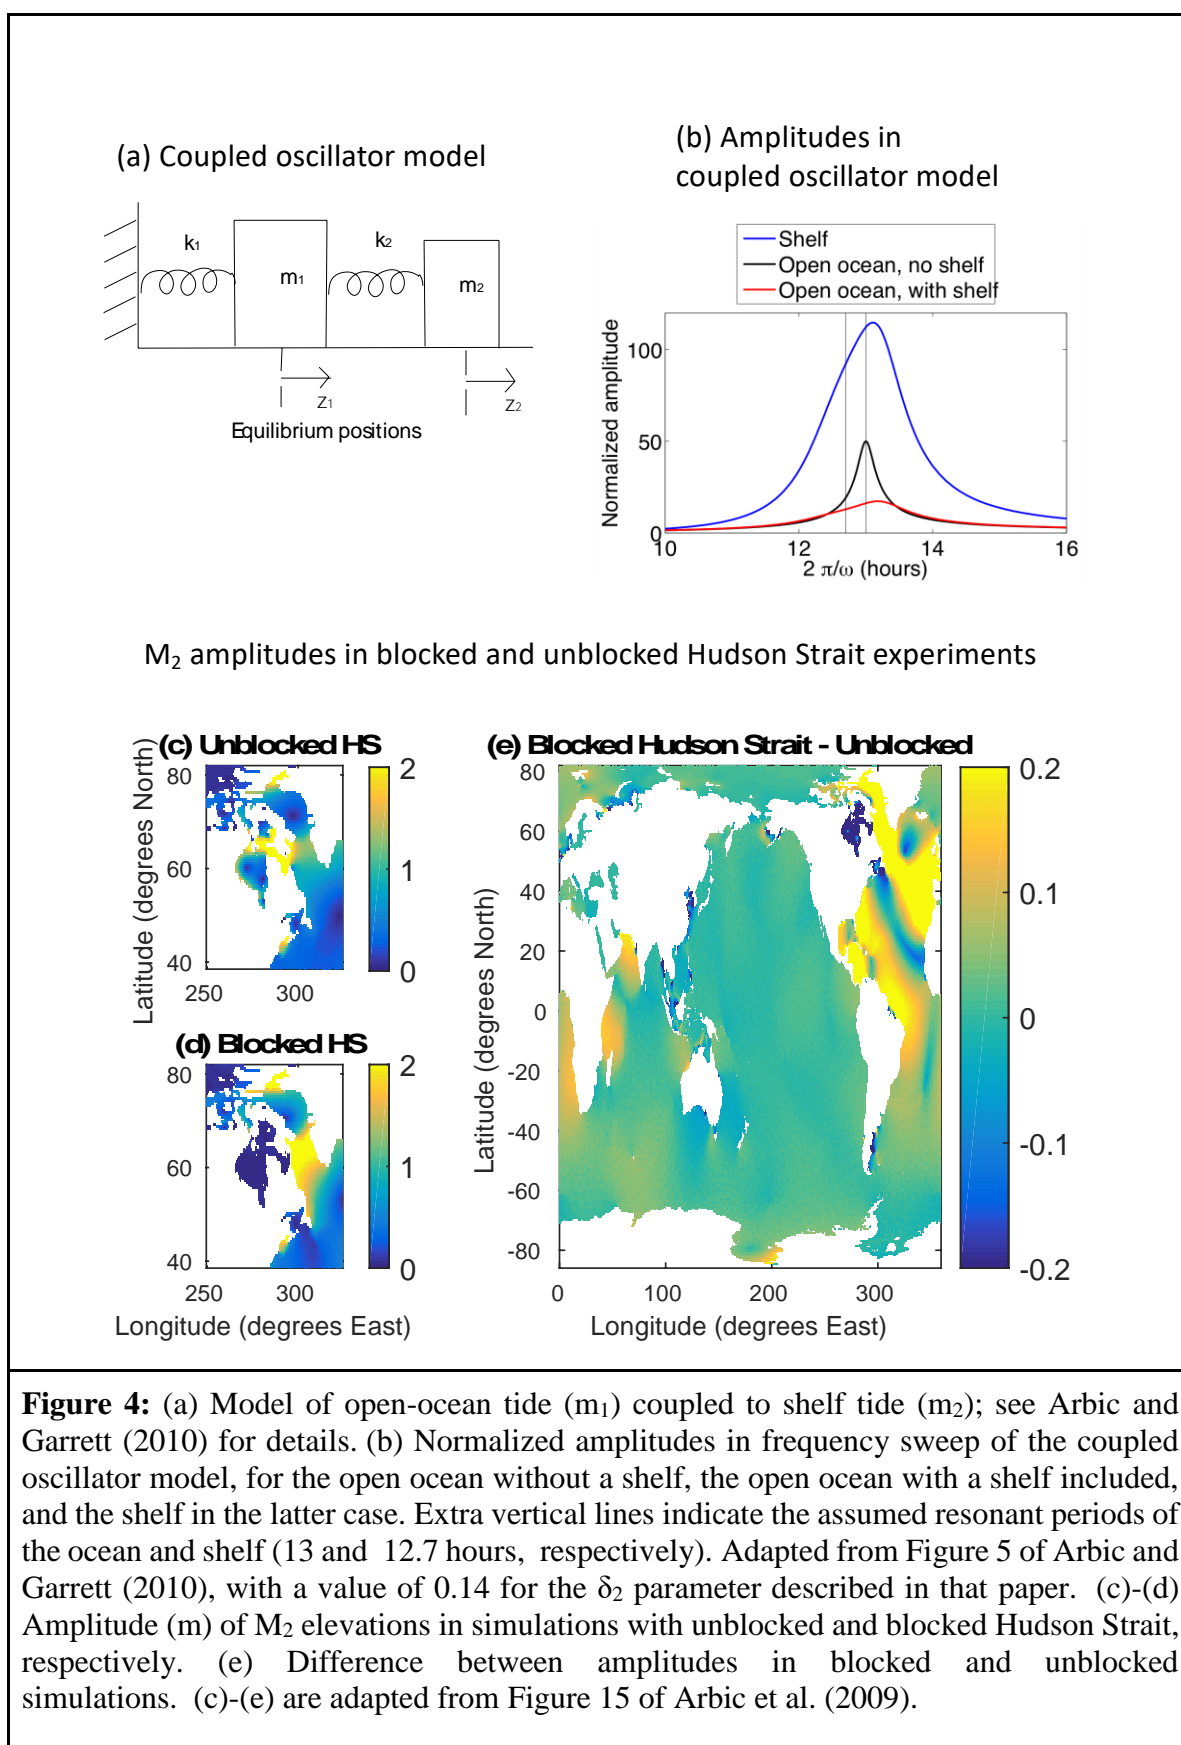 (a) Coupled oscillator model
k1
m1
k2
m2
z1
z2
Equilibrium positions
(b) Amplitudes in
coupled oscillator model
Shelf
Open ocean, no shelf
Open ocean, with shelf
Normalized amplitude
100
50
0
10
12
14
16
2 π/ω (hours)
M2 amplitudes in blocked and unblocked Hudson Strait experiments
(c) Unblocked HS
Latitude (degrees North)
80
60
40
250
300
2
1
0
(d) Blocked HS
80
60
40
250
300
2
1
0
Longitude (degrees East)
(e) Blocked Hudson Strait - Unblocked
Latitude (degrees North)
80
60
40
20
0
-20
-40
-60
-80
0
100
200
300
Longitude (degrees East)
0.2
0.1
0
-0.1
-0.2
Figure 4: (a) Model of open-ocean tide (m1) coupled to shelf tide (m2); see Arbic and
Garrett (2010) for details. (b) Normalized amplitudes in frequency sweep of the coupled
oscillator model, for the open ocean without a shelf, the open ocean with a shelf included,
and the shelf in the latter case. Extra vertical lines indicate the assumed resonant periods of
the ocean and shelf (13 and 12.7 hours, respectively). Adapted from Figure 5 of Arbic and
Garrett (2010), with a value of 0.14 for the δ2 parameter described in that paper. (c)-(d)
Amplitude (m) of M2 elevations in simulations with unblocked and blocked Hudson Strait,
respectively. (e) Difference between amplitudes in blocked and unblocked
simulations. (c)-(e) are adapted from Figure 15 of Arbic et al. (2009).